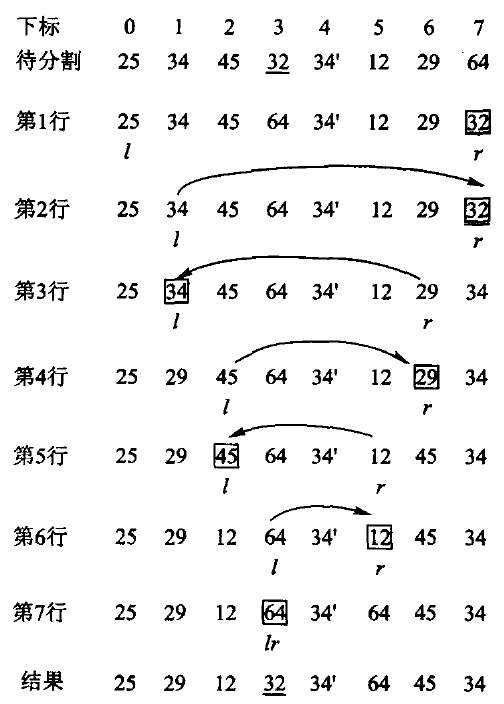 下标 0 1 2 3 4 5 6 7
待分割 25 34 45 32 34' 12 29 64
第1行 25 34 45 64 34' 12 29 32
l r
第2行 25 34 45 64 34' 12 29 32
l r
第3行 25 34 45 64 34' 12 29 34
l r
第4行 25 29 45 64 34' 12 29 34
l r
第5行 25 29 45 64 34' 12 45 34
l r
第6行 25 29 12 64 34' 12 45 34
l r
第7行 25 29 12 64 34' 64 45 34
lr
结果 25 29 12 32 34' 64 45 34